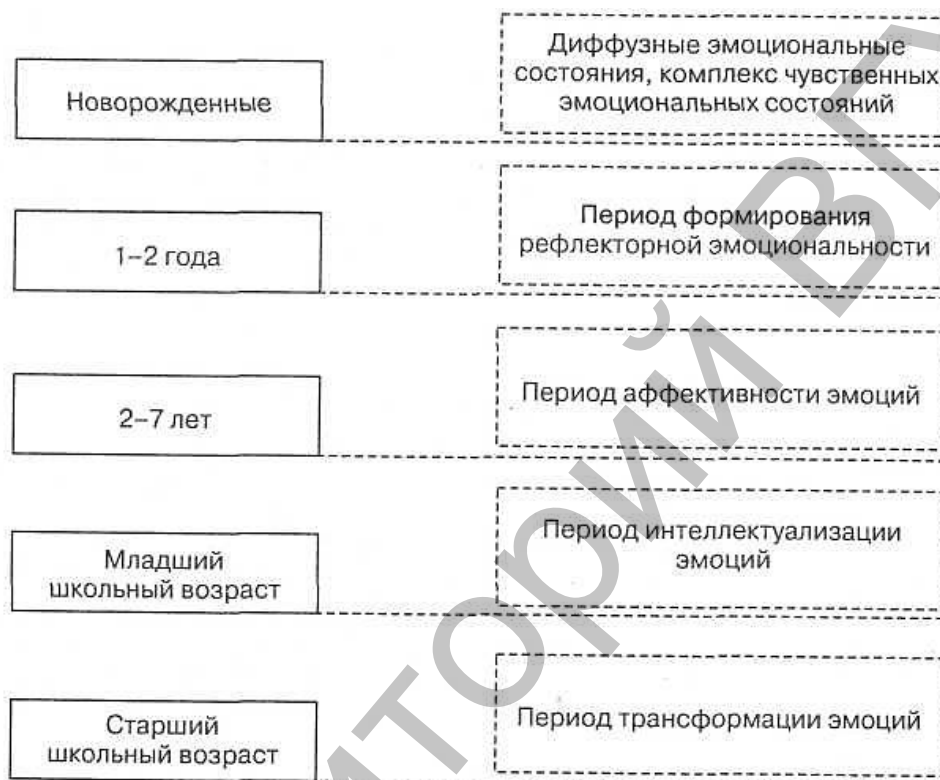 Новорожденные
Диффузные эмоциональные
состояния, комплекс чувственных
эмоциональных состояний
1–2 года
Период формирования
рефлекторной эмоциональности
2–7 лет
Период аффективности эмоций
Младший
школьный возраст
Период интеллектуализации
эмоций
Старший
школьный возраст
Период трансформации эмоций